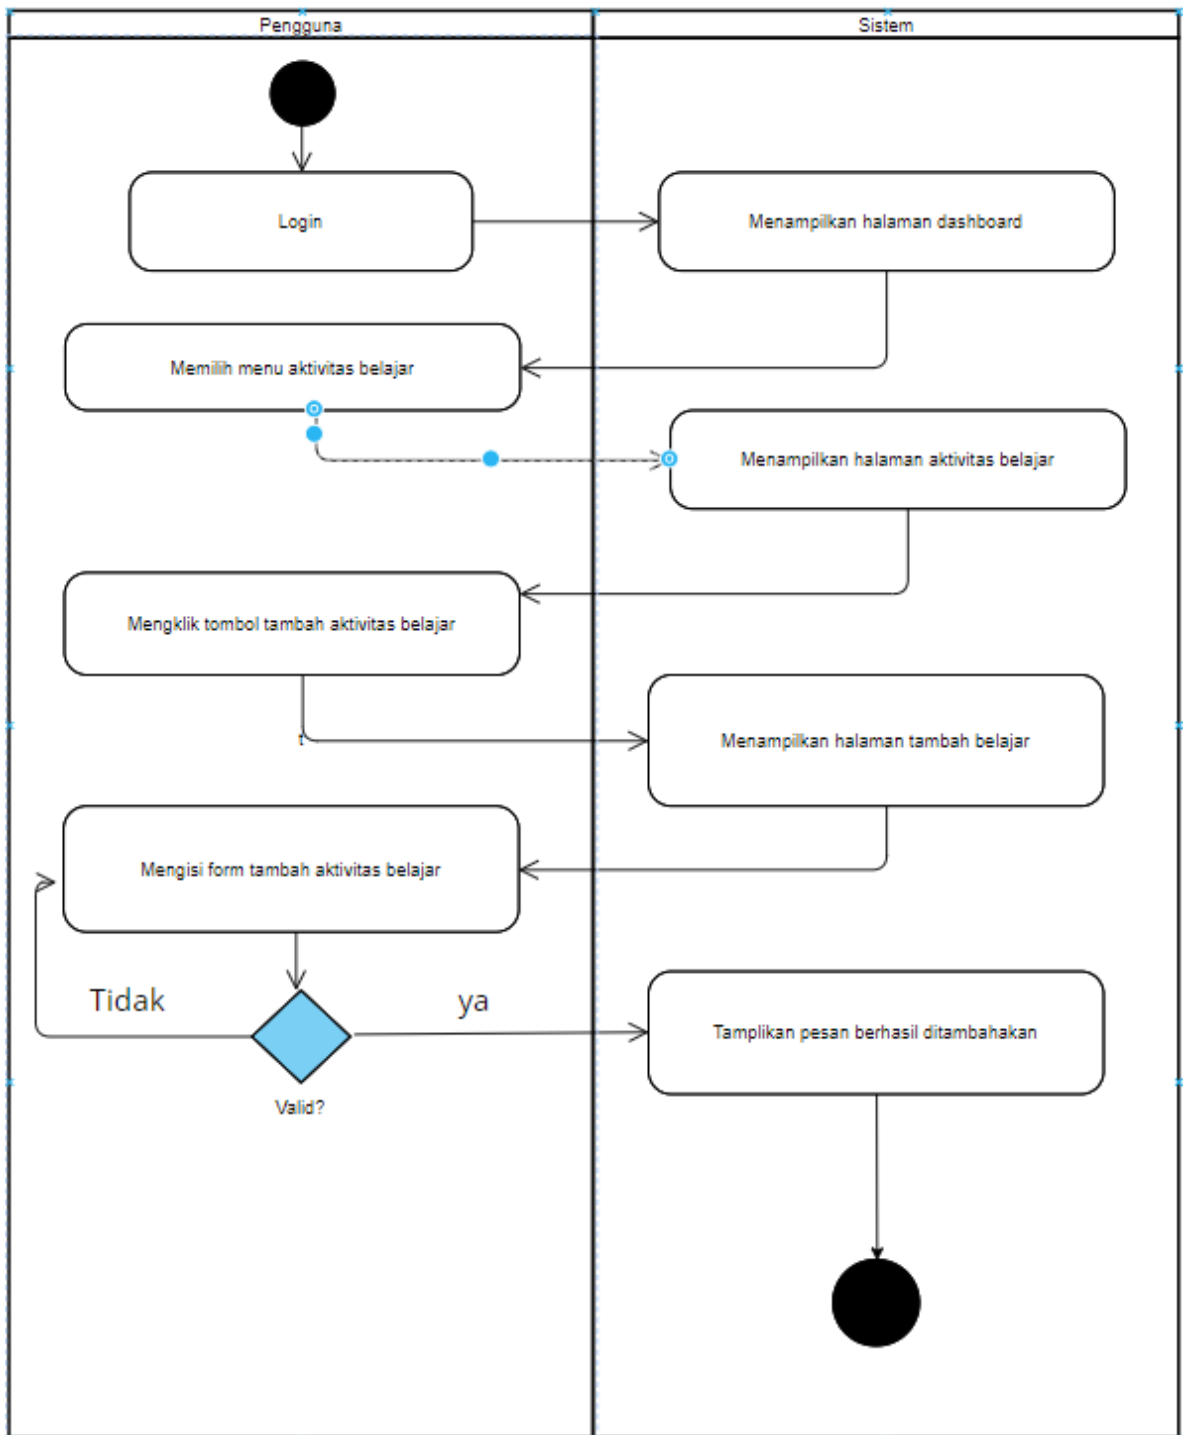 Pengguna
Sistem
Login
Menampilkan halaman dashboard
Memilih menu aktivitas belajar
Menampilkan halaman aktivitas belajar
Mengklik tombol tambah aktivitas belajar
t
Menampilkan halaman tambah belajar
Mengisi form tambah aktivitas belajar
Tidak
ya
Tamplikan pesan berhasil ditambahakan
Valid?